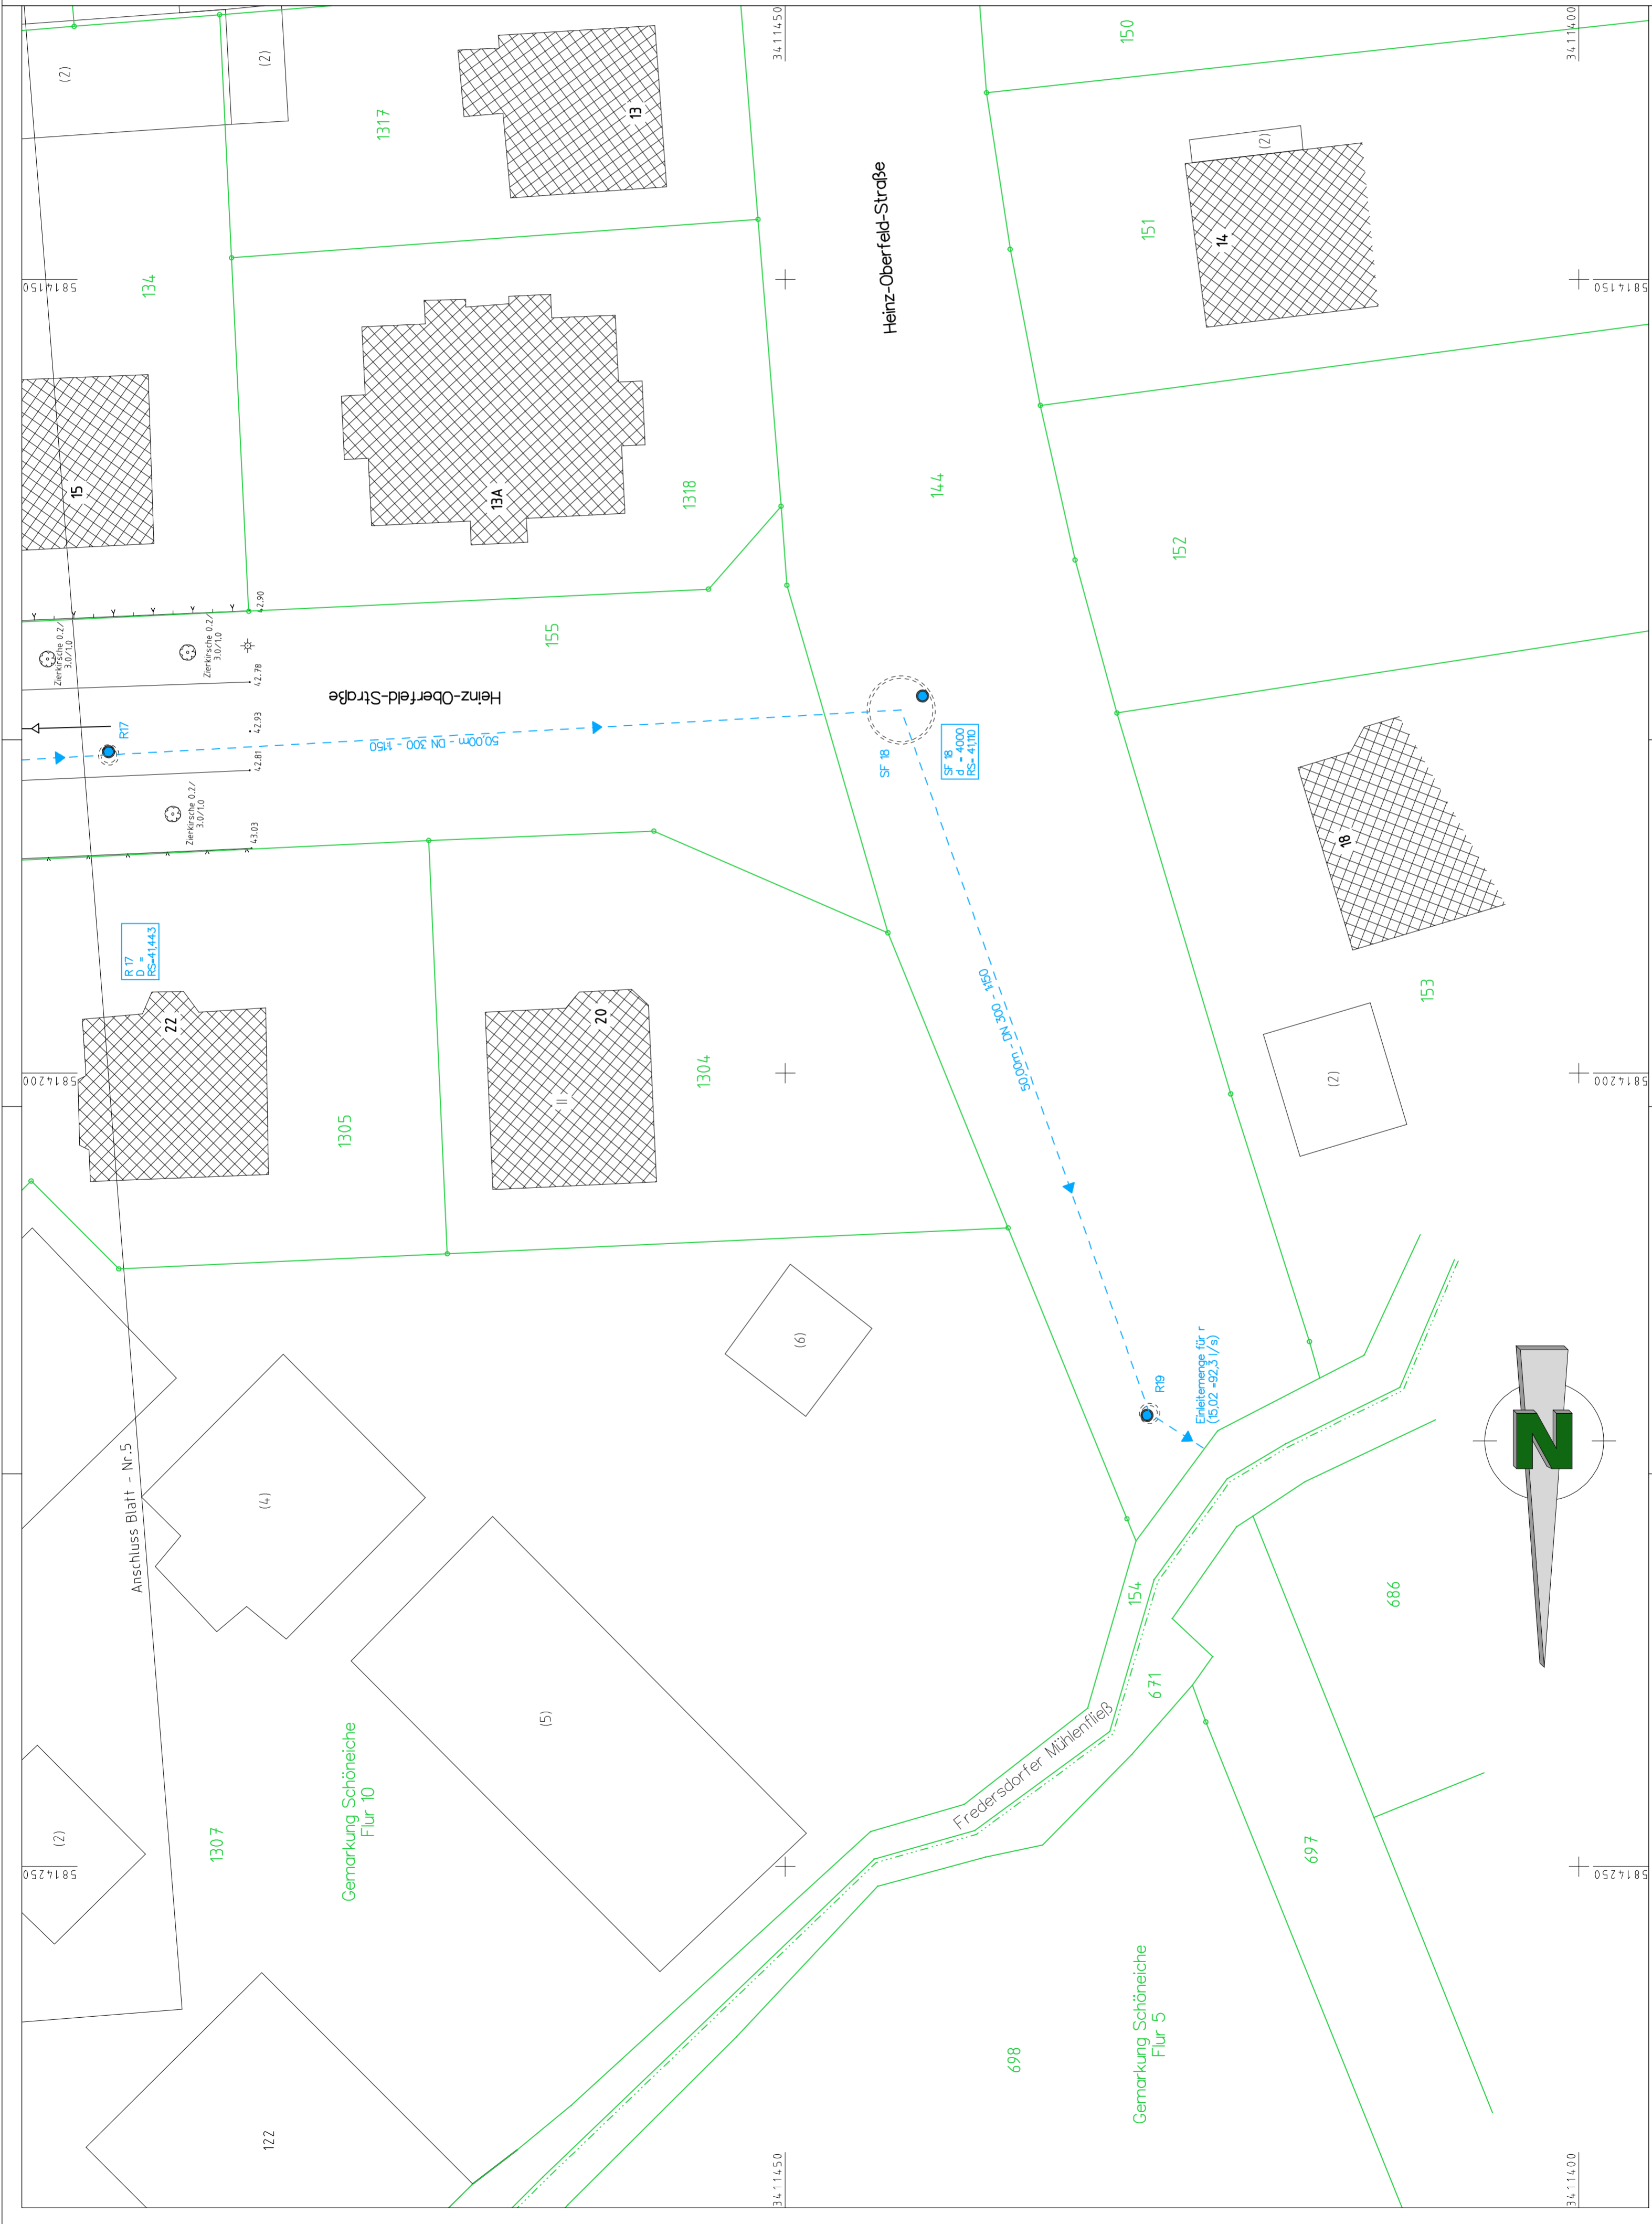 (2)
(2)
3411450
3411400
150
1317
13
(2)
134
Heinz-Oberfeld-Straße
151
14
5814150
5814150
15
13A
1318
144
152
Zierkirsche 0.2/
3.0/1.0
Zierkirsche 0.2/
3.0/1.0
42.90
42.78
42.93
42.81
43.03
155
Heinz-Oberfeld-Straße
R17
50,00m - DN 300 - 1:150
Zierkirsche 0.2/
3.0/1.0
SF 18
SF 18
d = 4000
RS= 41,110
18
R 17
D =
RS=41,443
22
20
II
50,00m - DN 300 - 1:150
153
5814200
1305
1304
(2)
5814200
(6)
R19
Einleitemenge für r
(15,02 =92,3 l/s)
N
Anschluss Blatt - Nr.5
(4)
154
686
(5)
671
Fredersdorfer Mühlenfließ
(2)
1307
Gemarkung Schöneiche
Flur 10
697
5814250
5814250
698
Gemarkung Schöneiche
Flur 5
122
3411450
3411400